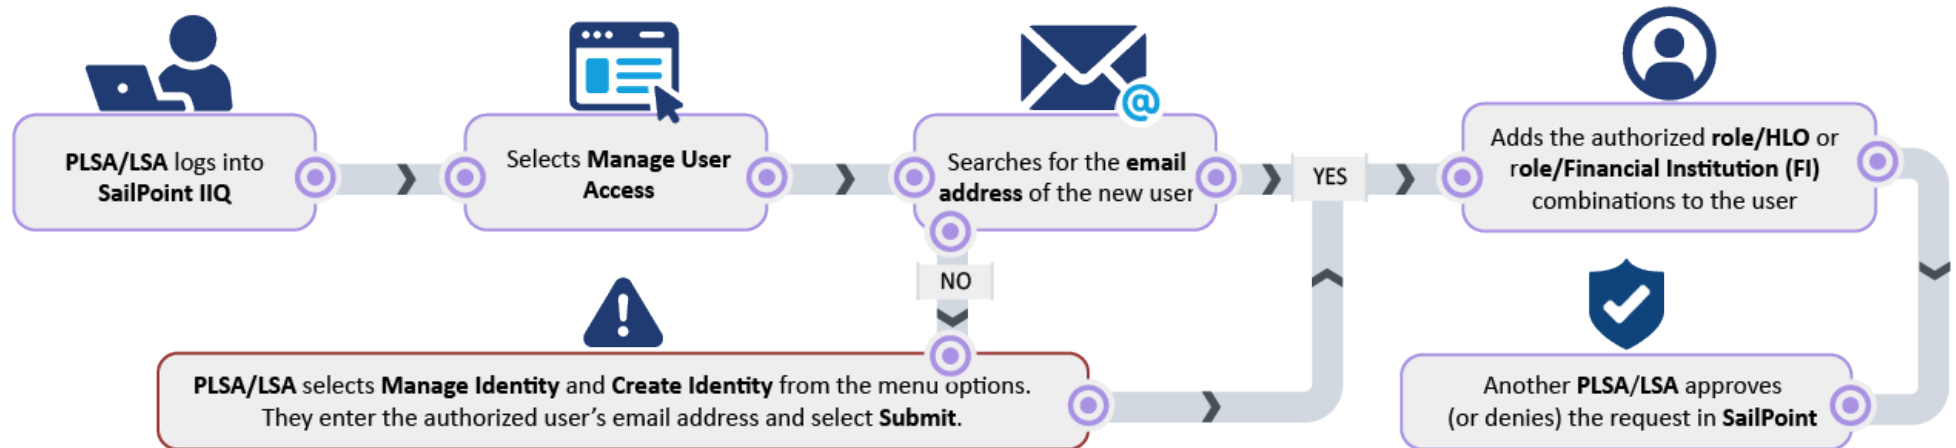 PLSA/LSA logs into
SailPoint IIQ
Selects Manage User
Access
@
Searches for the email
address of the new user
YES
Adds the authorized role/HLO or
role/Financial Institution (FI)
combinations to the user
NO
PLSA/LSA selects Manage Identity and Create Identity from the menu options.
They enter the authorized user's email address and select Submit.
Another PLSA/LSA approves
(or denies) the request in SailPoint